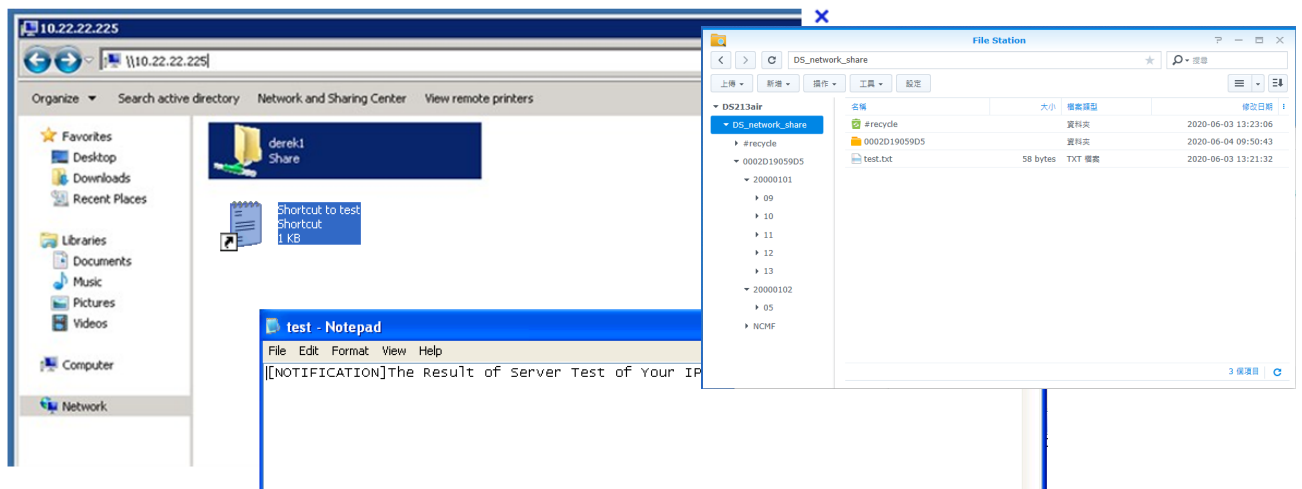 10.22.22.225
\\10.22.22.225
Organize
Search active directory
Network and Sharing Center
View remote printers
Favorites
Desktop
Downloads
Recent Places
Libraries
Documents
Music
Pictures
Videos
Computer
Network
derek1
Share
Shortcut to test
Shortcut
1 KB
test - Notepad
File Edit Format View Help
[NOTIFICATION]The Result of Server Test of Your IP
File Station
DS_network_share
搜尋
上傳 新增 操作 工具 設定
DS213air
DS_network_share
#recycle
0002D19059D5
20000101
09
10
11
12
13
20000102
05
NCMF
名稱 大小 檔案類型 修改日期
#recycle 資料夾 2020-06-03 13:23:06
0002D19059D5 資料夾 2020-06-04 09:50:43
test.txt 58 bytes TXT 檔案 2020-06-03 13:21:32
3 個項目